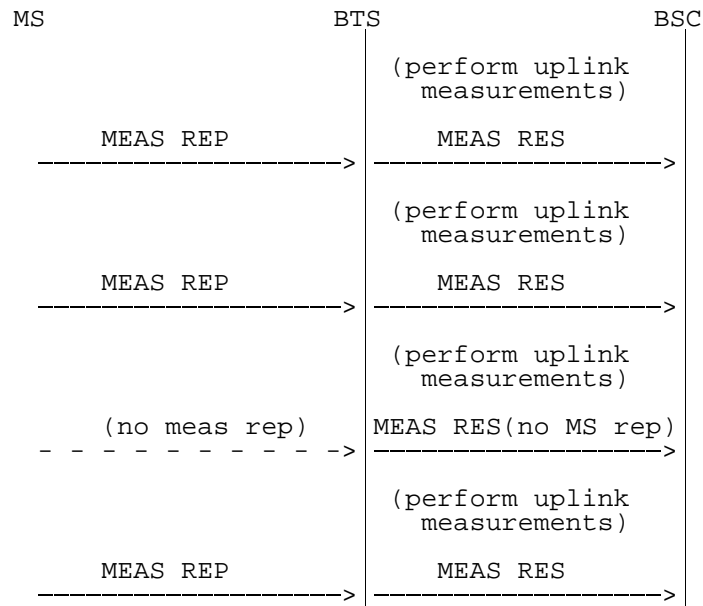 MS BTS BSC
(perform uplink
measurements)
MEAS REP MEAS RES
(perform uplink
measurements)
MEAS REP MEAS RES
(perform uplink
measurements)
(no meas rep) MEAS RES(no MS rep)
(perform uplink
measurements)
MEAS REP MEAS RES